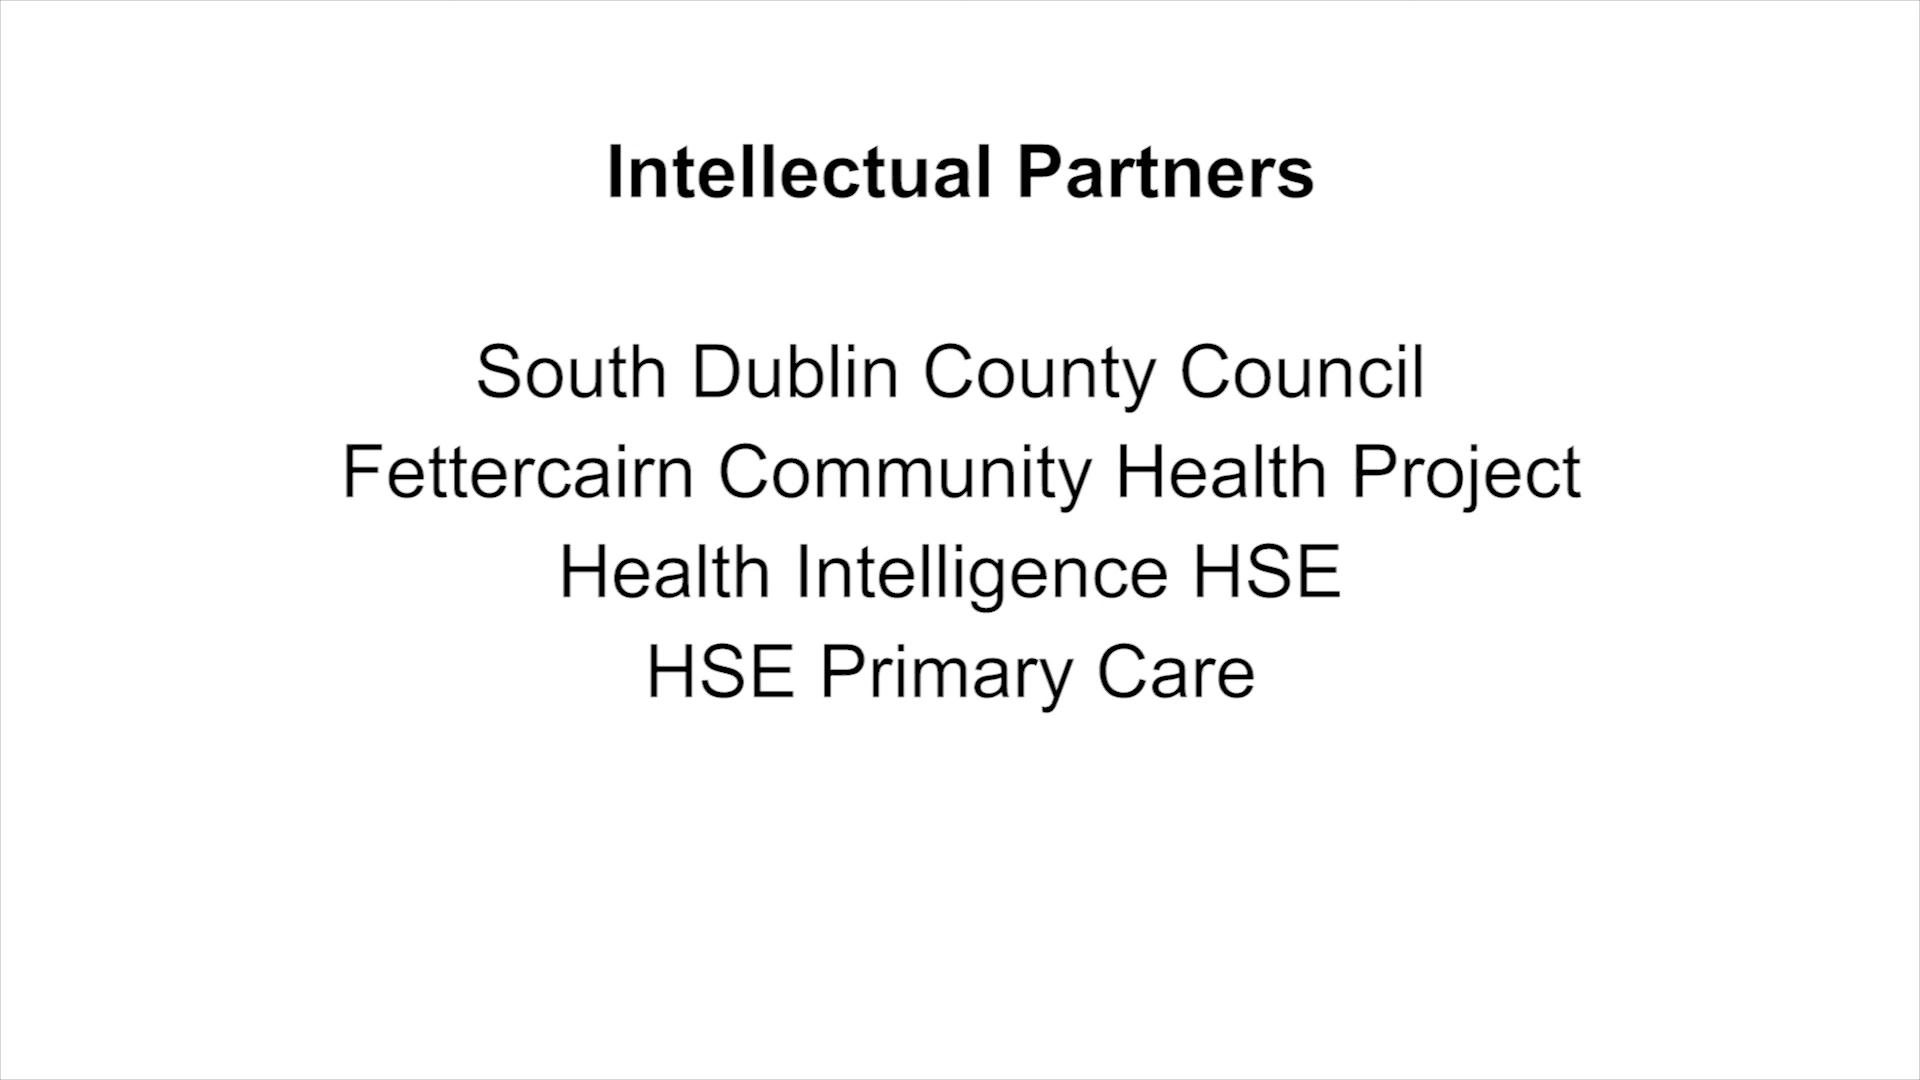 Intellectual Partners
South Dublin County Council
Fettercairn Community Health Project
Health Intelligence HSE
HSE Primary Care